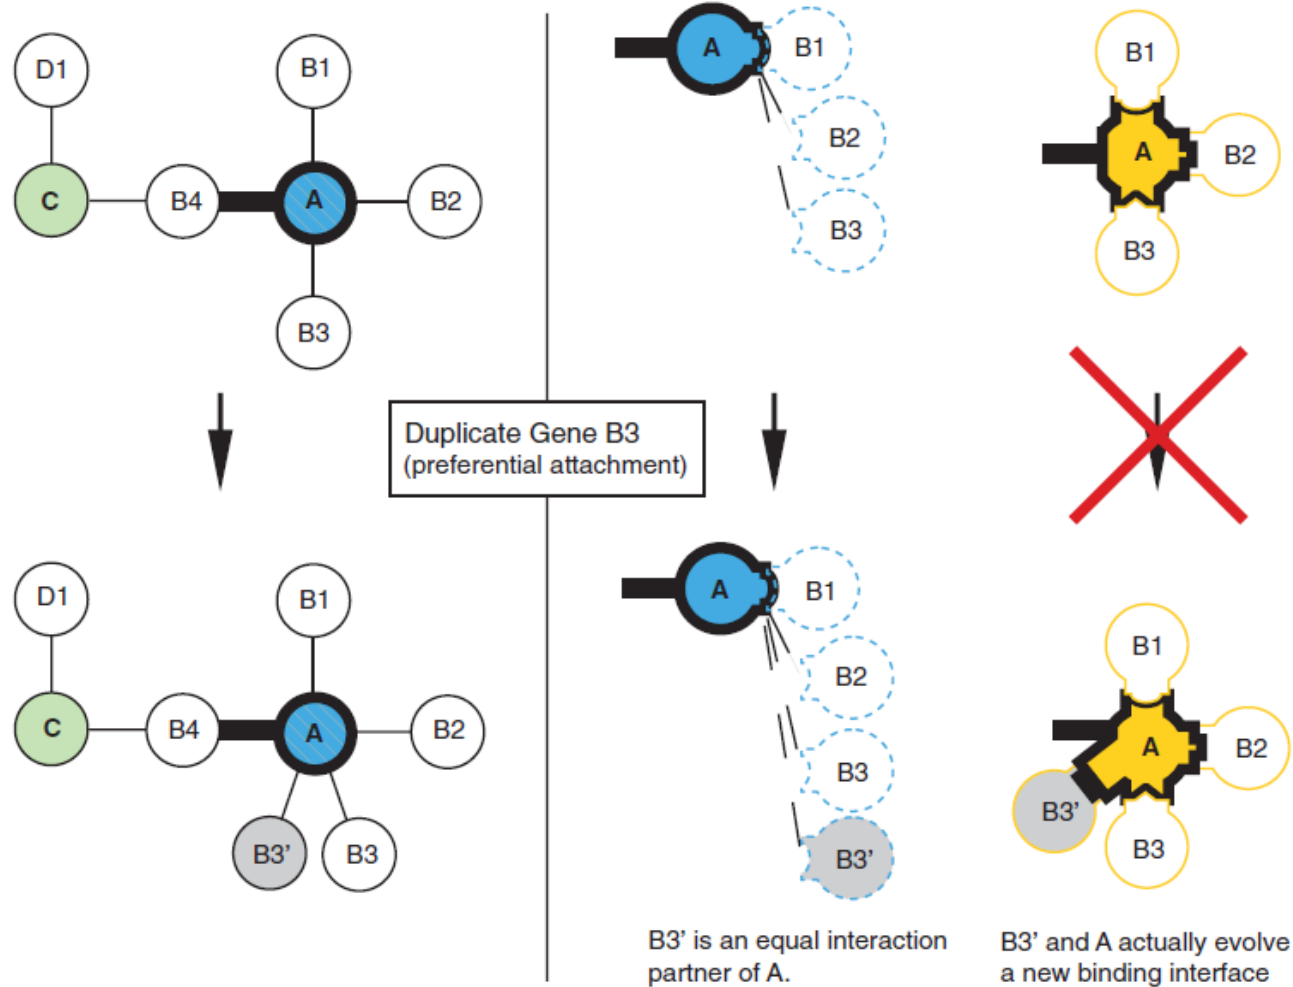 D1
B1
C
B4
A
B2
B3
A
B1
B2
B3
B1
A
B2
B3
Duplicate Gene B3
(preferential attachment)
D1
B1
C
B4
A
B2
B3'
B3
A
B1
B2
B3
B3'
B1
A
B2
B3'
B3
B3' is an equal interaction
partner of A.
B3' and A actually evolve
a new binding interface